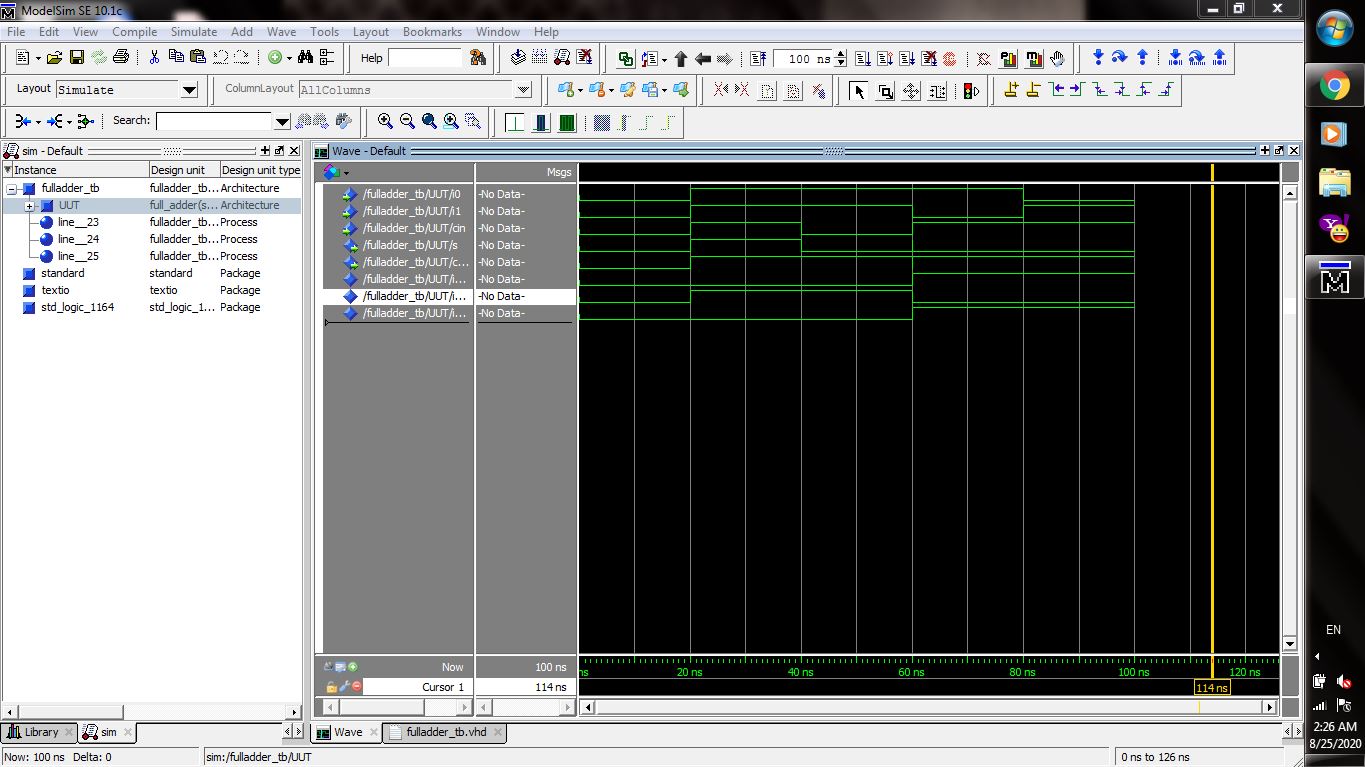 ModelSim SE 10.1c
File Edit View Compile Simulate Add Wave Tools Layout Bookmarks Window Help
Help 100 ns
Layout Simulate ColumnLayout AllColumns
Search:
sim - Default
Instance Design unit Design unit type
fulladder_tb fulladder_tb... Architecture
UUT full_adder(s... Architecture
line__23 fulladder_tb... Process
line__24 fulladder_tb... Process
line__25 fulladder_tb... Process
standard standard Package
textio textio Package
std_logic_1164 std_logic_1... Package
Library sim
Wave - Default
Msgs
/fulladder_tb/UUT/i0 -No Data-
/fulladder_tb/UUT/i1 -No Data-
/fulladder_tb/UUT/cin -No Data-
/fulladder_tb/UUT/s -No Data-
/fulladder_tb/UUT/c... -No Data-
/fulladder_tb/UUT/i... -No Data-
/fulladder_tb/UUT/i... -No Data-
/fulladder_tb/UUT/i... -No Data-
Now 100 ns
ns 20 ns 40 ns 60 ns 80 ns 100 ns 120 ns
Cursor 1 114 ns
114 ns
Wave fulladder_tb.vhd
Now: 100 ns Delta: 0 sim:/fulladder_tb/UUT 0 ns to 126 ns
EN
2:26 AM
8/25/2020